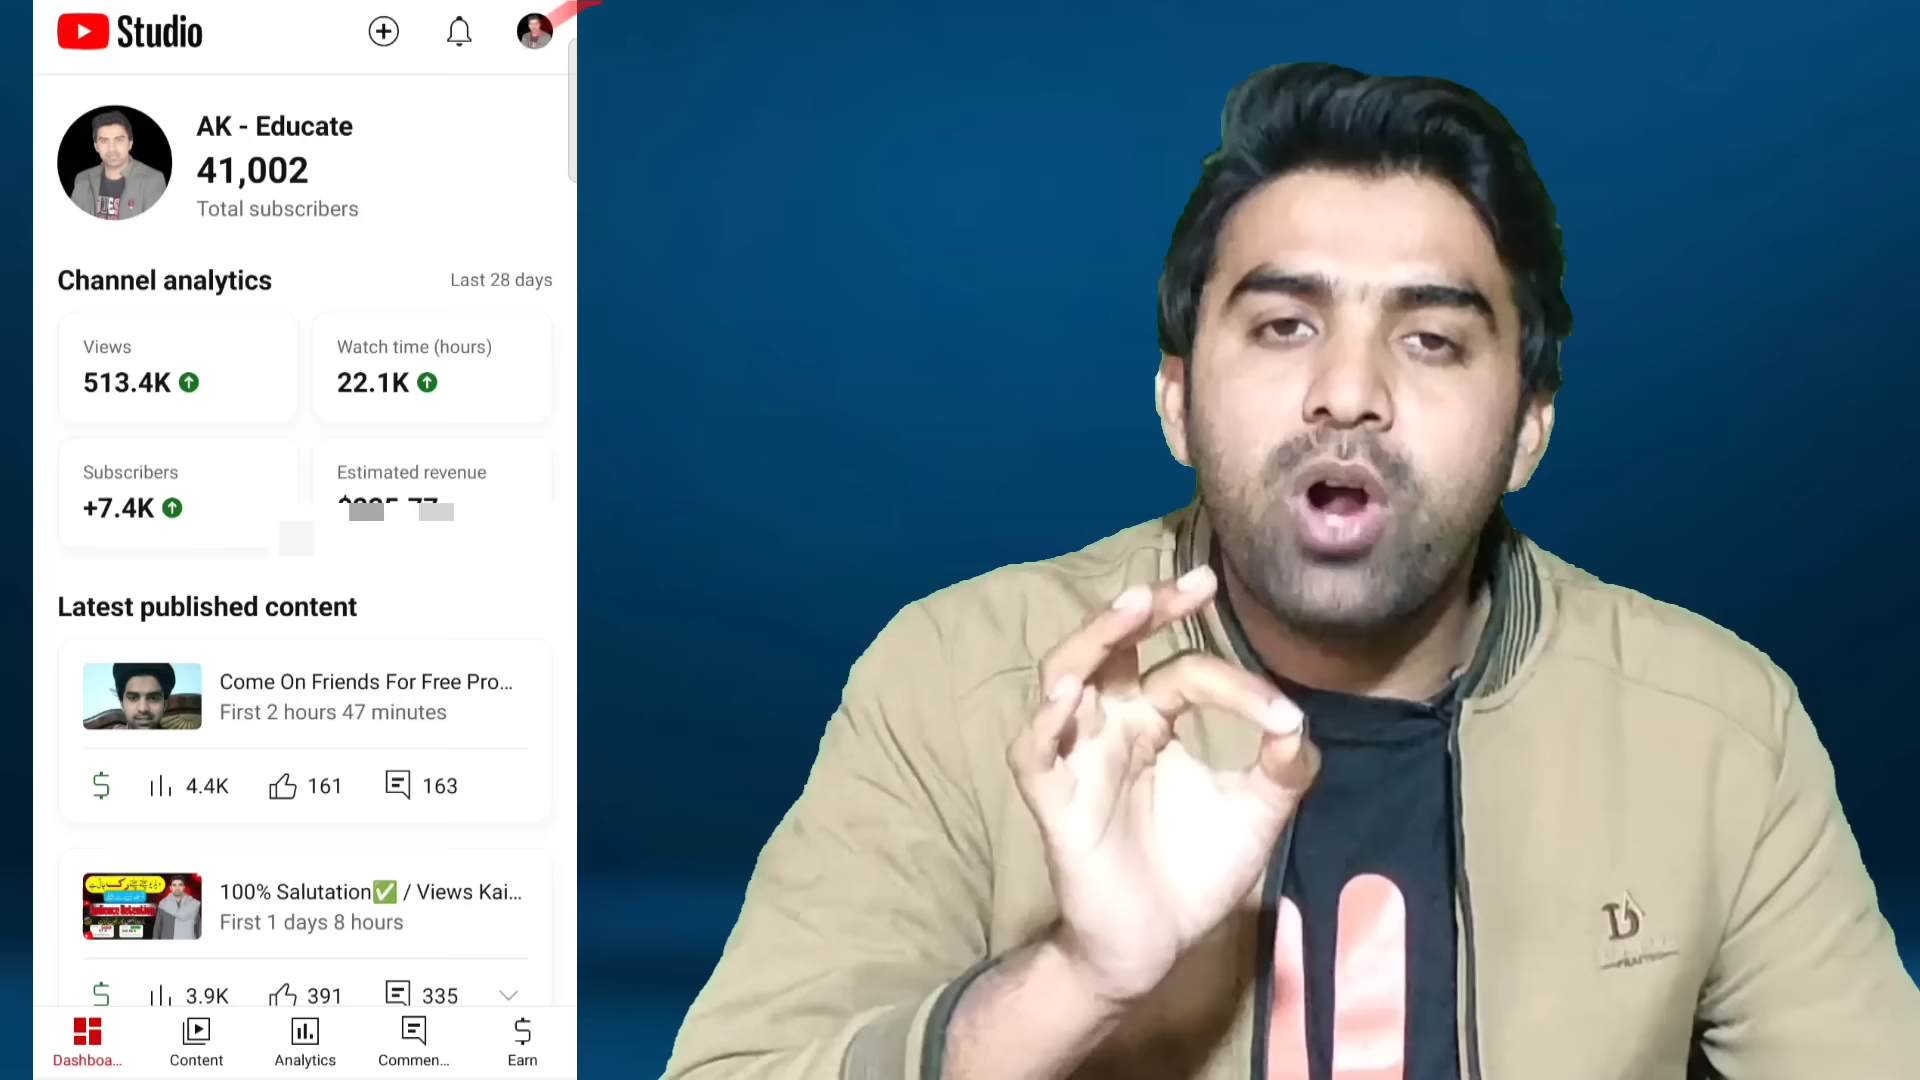 Studio
AK - Educate
41,002
Total subscribers
Channel analytics
Last 28 days
Views
513.4K
Watch time (hours)
22.1K
Subscribers
+7.4K
Estimated revenue
Latest published content
Come On Friends For Free Pro...
First 2 hours 47 minutes
4.4K
161
163
100% Salutation✅ / Views Kai...
First 1 days 8 hours
$
3.9K
391
335
Dashboa...
Content
Analytics
Commen...
Earn